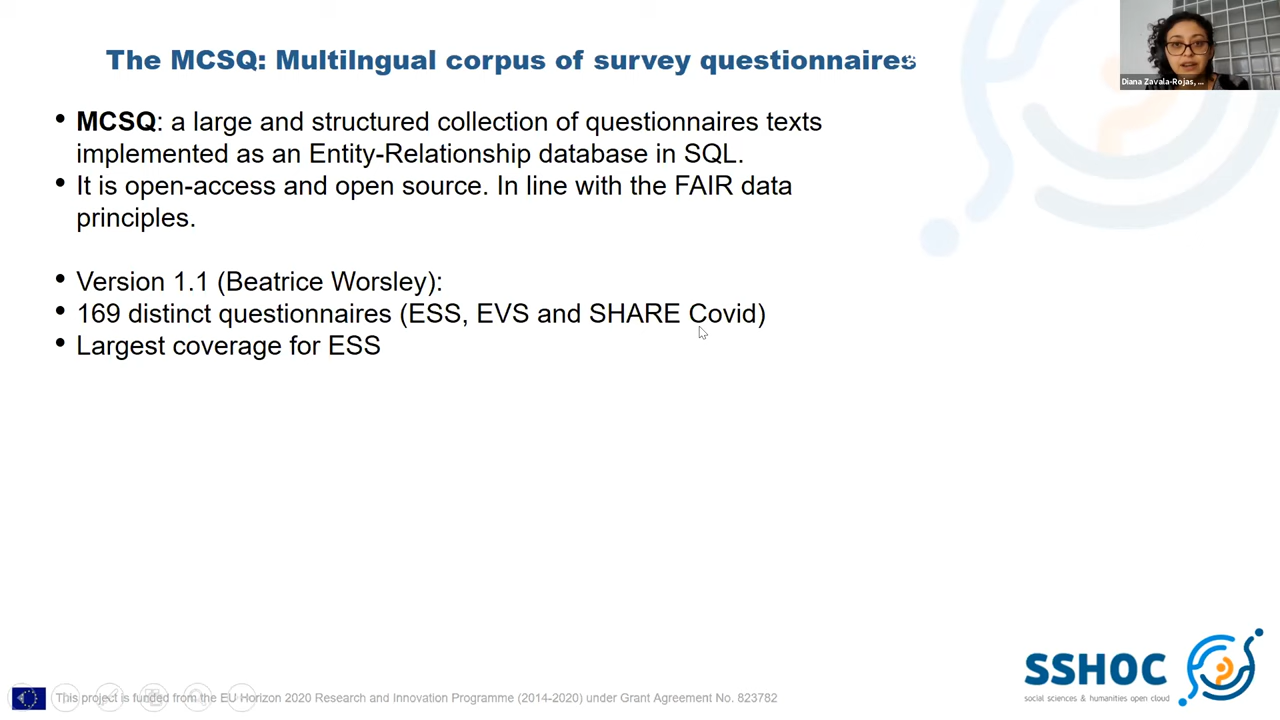 The MCSQ: Multilngual corpus of survey questionnaires
Diana Zavala-Rojas, ...
• MCSQ: a large and structured collection of questionnaires texts
implemented as an Entity-Relationship database in SQL.
• It is open-access and open source. In line with the FAIR data
principles.
• Version 1.1 (Beatrice Worsley):
• 169 distinct questionnaires (ESS, EVS and SHARE Covid)
• Largest coverage for ESS
SSHOC
social sciences & humanities open cloud
This project is funded from the EU Horizon 2020 Research and Innovation Programme (2014-2020) under Grant Agreement No. 823782